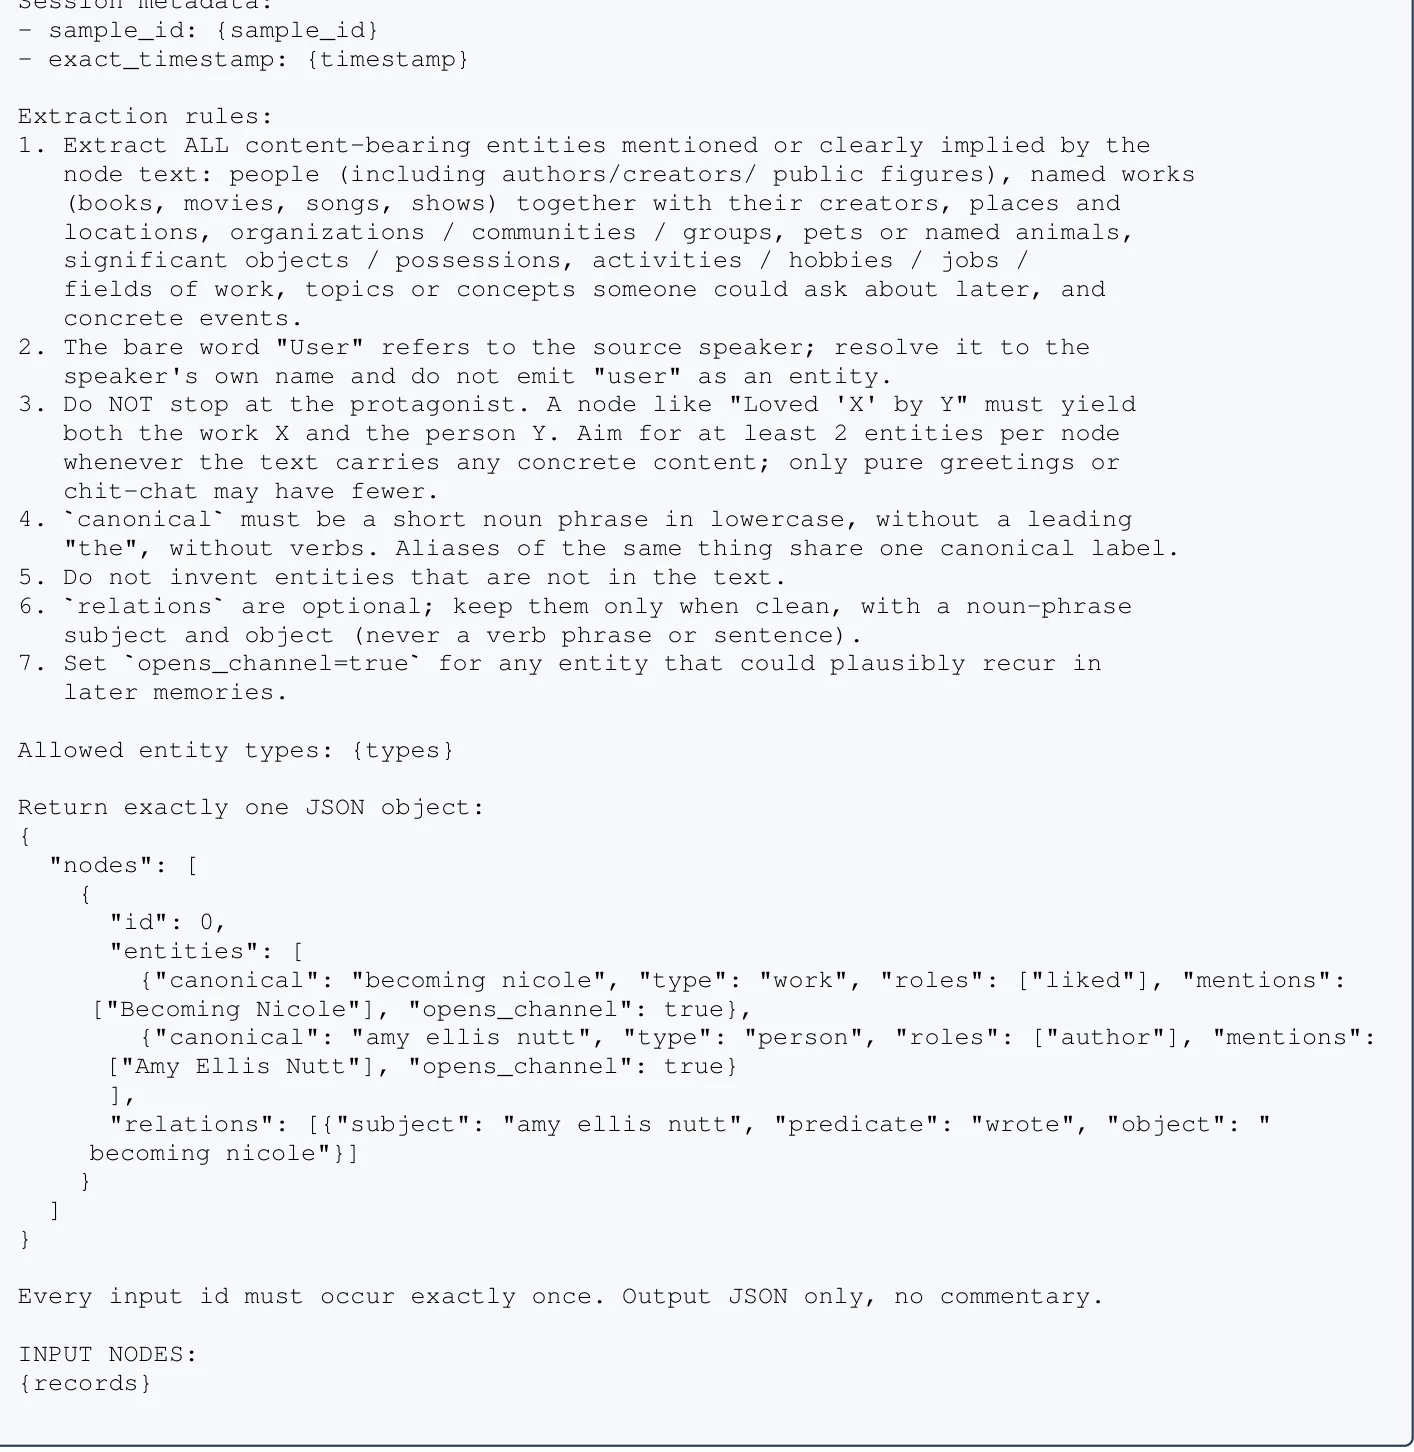 Session metadata:
- sample_id: {sample_id}
- exact_timestamp: {timestamp}

Extraction rules:
1. Extract ALL content-bearing entities mentioned or clearly implied by the
   node text: people (including authors/creators/ public figures), named works
   (books, movies, songs, shows) together with their creators, places and
   locations, organizations / communities / groups, pets or named animals,
   significant objects / possessions, activities / hobbies / jobs /
   fields of work, topics or concepts someone could ask about later, and
   concrete events.
2. The bare word "User" refers to the source speaker; resolve it to the
   speaker's own name and do not emit "user" as an entity.
3. Do NOT stop at the protagonist. A node like "Loved 'X' by Y" must yield
   both the work X and the person Y. Aim for at least 2 entities per node
   whenever the text carries any concrete content; only pure greetings or
   chit-chat may have fewer.
4. `canonical` must be a short noun phrase in lowercase, without a leading
   "the", without verbs. Aliases of the same thing share one canonical label.
5. Do not invent entities that are not in the text.
6. `relations` are optional; keep them only when clean, with a noun-phrase
   subject and object (never a verb phrase or sentence).
7. Set `opens_channel=true` for any entity that could plausibly recur in
   later memories.

Allowed entity types: {types}

Return exactly one JSON object:
{
  "nodes": [
    {
      "id": 0,
      "entities": [
        {"canonical": "becoming nicole", "type": "work", "roles": ["liked"], "mentions":
     ["Becoming Nicole"], "opens_channel": true},
        {"canonical": "amy ellis nutt", "type": "person", "roles": ["author"], "mentions":
      ["Amy Ellis Nutt"], "opens_channel": true}
      ],
      "relations": [{"subject": "amy ellis nutt", "predicate": "wrote", "object": "
     becoming nicole"}]
    }
  ]
}

Every input id must occur exactly once. Output JSON only, no commentary.

INPUT NODES:
{records}